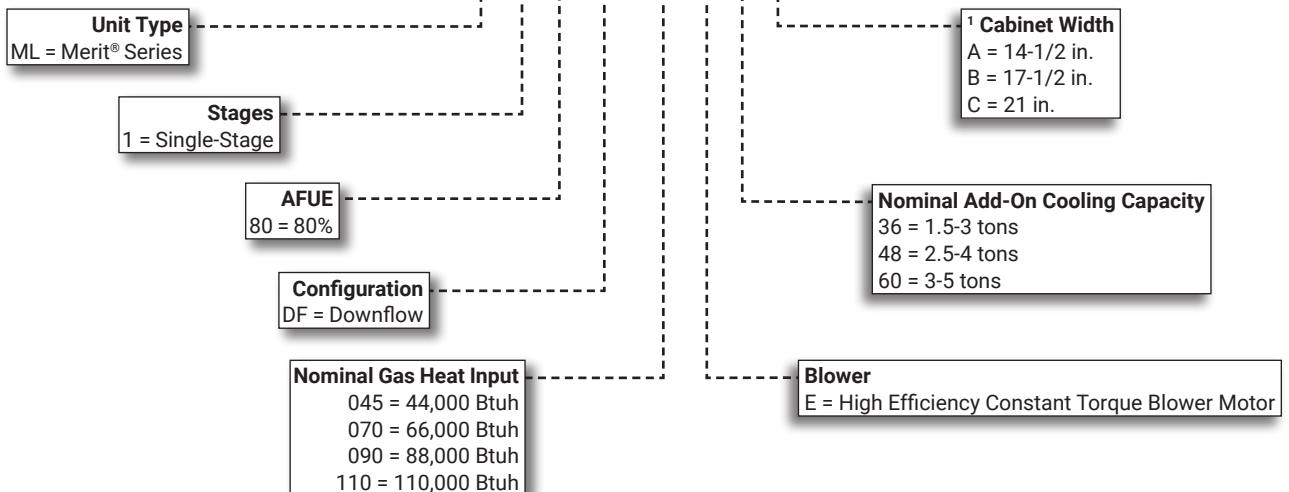 Unit Type
ML = Merit® Series
Stages
1 = Single-Stage
AFUE
80 = 80%
Configuration
DF = Downflow
Nominal Gas Heat Input
045 = 44,000 Btuh
070 = 66,000 Btuh
090 = 88,000 Btuh
110 = 110,000 Btuh
1 Cabinet Width
A = 14-1/2 in.
B = 17-1/2 in.
C = 21 in.
Nominal Add-On Cooling Capacity
36 = 1.5-3 tons
48 = 2.5-4 tons
60 = 3-5 tons
Blower
E = High Efficiency Constant Torque Blower Motor